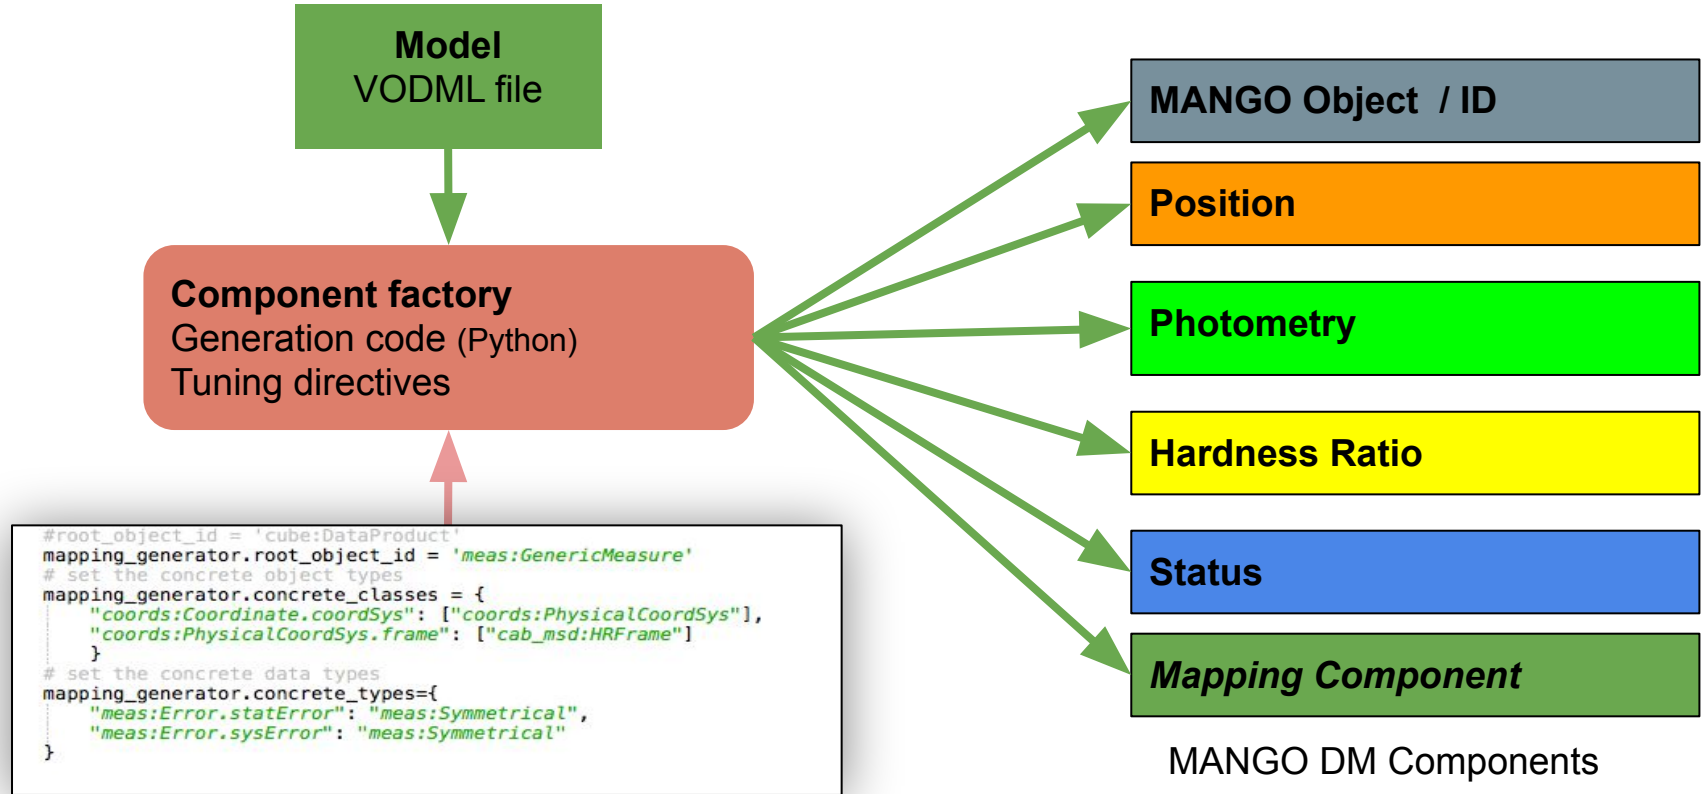 Model
VODML file
Component factory
Generation code (Python)
Tuning directives
#root_object_id = 'cube:DataProduct'
mapping_generator.root_object_id = 'meas:GenericMeasure'
# set the concrete object types
mapping_generator.concrete_classes = {
"coords:Coordinate.coordSys": ["coords:PhysicalCoordSys"],
"coords:PhysicalCoordSys.frame": ["cab_msd:HRFrame"]
}
# set the concrete data types
mapping_generator.concrete_types={
"meas:Error.statError": "meas:Symmetrical",
"meas:Error.sysError": "meas:Symmetrical"
}
MANGO Object / ID
Position
Photometry
Hardness Ratio
Status
Mapping Component
MANGO DM Components